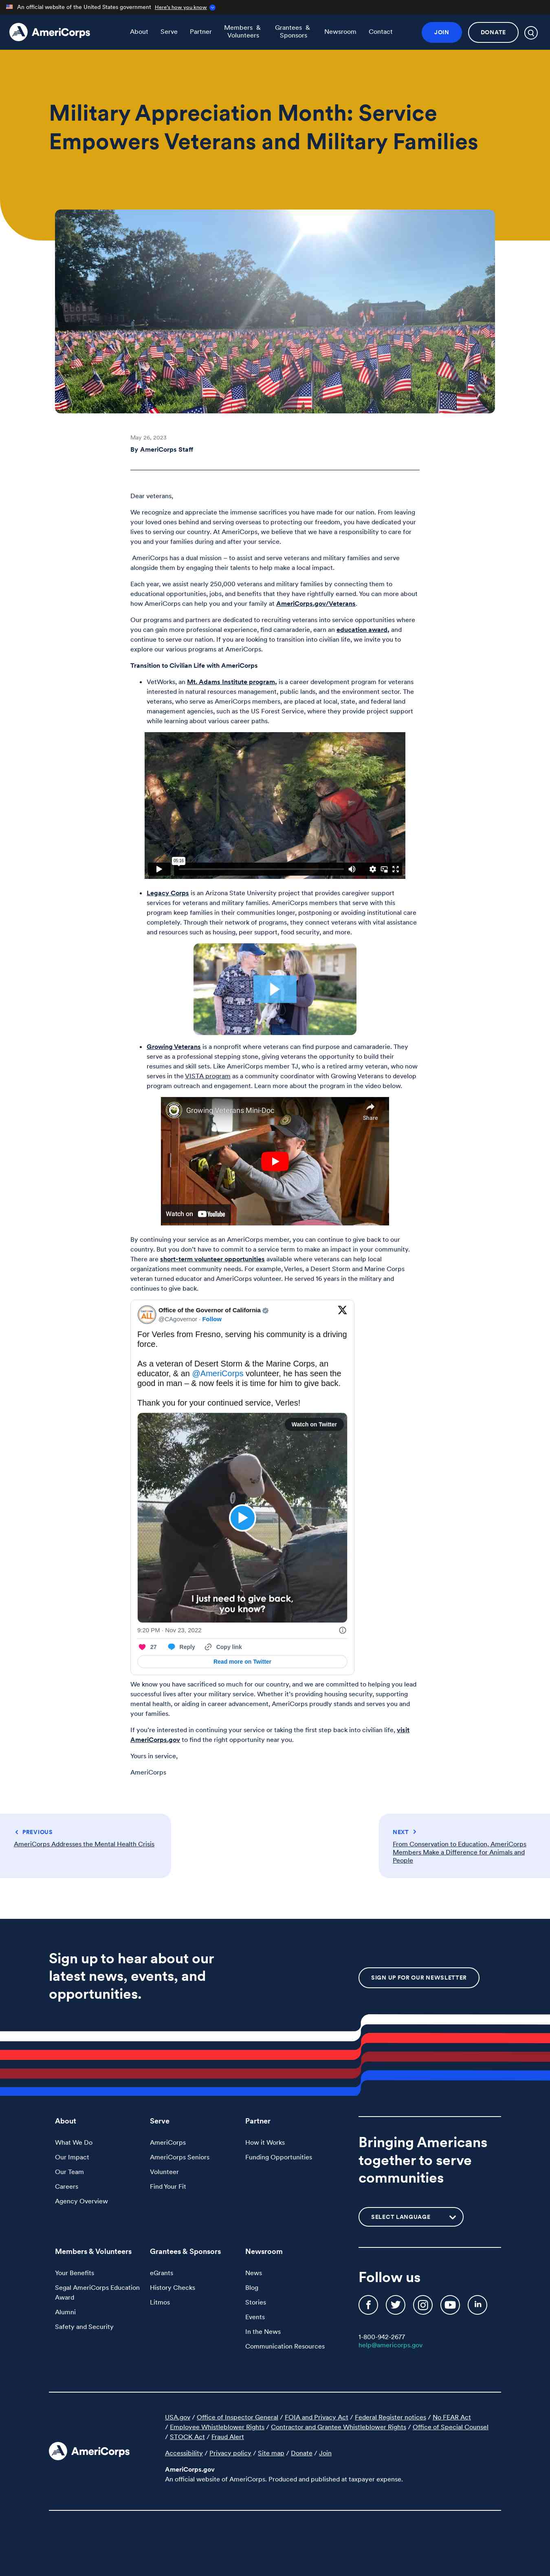 An official website of the United States government Here's how you know
AmeriCorps
About
Serve
Partner
Members & Volunteers
Grantees & Sponsors
Newsroom
Contact
JOIN
DONATE
Military Appreciation Month: Service
Empowers Veterans and Military Families
May 26, 2023
By AmeriCorps Staff
Dear veterans,
We recognize and appreciate the immense sacrifices you have made for our nation. From leaving
your loved ones behind and serving overseas to protecting our freedom, you have dedicated your
lives to serving our country. At AmeriCorps, we believe that we have a responsibility to care for
you and your families during and after your service.
AmeriCorps has a dual mission – to assist and serve veterans and military families and serve
alongside them by engaging their talents to help make a local impact.
Each year, we assist nearly 250,000 veterans and military families by connecting them to
educational opportunities, jobs, and benefits that they have rightfully earned. You can more about
how AmeriCorps can help you and your family at AmeriCorps.gov/Veterans.
Our programs and partners are dedicated to recruiting veterans into service opportunities where
you can gain more professional experience, find camaraderie, earn an education award, and
continue to serve our nation. If you are looking to transition into civilian life, we invite you to
explore our various programs at AmeriCorps.
Transition to Civilian Life with AmeriCorps
• VetWorks, an Mt. Adams Institute program, is a career development program for veterans
interested in natural resources management, public lands, and the environment sector. The
veterans, who serve as AmeriCorps members, are placed at local, state, and federal land
management agencies, such as the US Forest Service, where they provide project support
while learning about various career paths.
05:16
• Legacy Corps is an Arizona State University project that provides caregiver support
services for veterans and military families. AmeriCorps members that serve with this
program keep families in their communities longer, postponing or avoiding institutional care
completely. Through their network of programs, they connect veterans with vital assistance
and resources such as housing, peer support, food security, and more.
• Growing Veterans is a nonprofit where veterans can find purpose and camaraderie. They
serve as a professional stepping stone, giving veterans the opportunity to build their
resumes and skill sets. Like AmeriCorps member TJ, who is a retired army veteran, who now
serves in the VISTA program as a community coordinator with Growing Veterans to develop
program outreach and engagement. Learn more about the program in the video below.
Growing Veterans Mini-Doc
Share
Watch on YouTube
By continuing your service as an AmeriCorps member, you can continue to give back to our
country. But you don't have to commit to a service term to make an impact in your community.
There are short-term volunteer opportunities available where veterans can help local
organizations meet community needs. For example, Verles, a Desert Storm and Marine Corps
veteran turned educator and AmeriCorps volunteer. He served 16 years in the military and
continues to give back.
Office of the Governor of California
@CAgovernor · Follow
For Verles from Fresno, serving his community is a driving
force.
As a veteran of Desert Storm & the Marine Corps, an
educator, & an @AmeriCorps volunteer, he has seen the
good in man – & now feels it is time for him to give back.
Thank you for your continued service, Verles!
Watch on Twitter
I just need to give back,
you know?
9:20 PM · Nov 23, 2022
27 Reply Copy link
Read more on Twitter
We know you have sacrificed so much for our country, and we are committed to helping you lead
successful lives after your military service. Whether it's providing housing security, supporting
mental health, or aiding in career advancement, AmeriCorps proudly stands and serves you and
your families.
If you're interested in continuing your service or taking the first step back into civilian life, visit
AmeriCorps.gov to find the right opportunity near you.
Yours in service,
AmeriCorps
PREVIOUS
AmeriCorps Addresses the Mental Health Crisis
NEXT
From Conservation to Education, AmeriCorps
Members Make a Difference for Animals and
People
Sign up to hear about our
latest news, events, and
opportunities.
SIGN UP FOR OUR NEWSLETTER
About
What We Do
Our Impact
Our Team
Careers
Agency Overview
Serve
AmeriCorps
AmeriCorps Seniors
Volunteer
Find Your Fit
Partner
How it Works
Funding Opportunities
Bringing Americans
together to serve
communities
SELECT LANGUAGE
Members & Volunteers
Your Benefits
Segal AmeriCorps Education
Award
Alumni
Safety and Security
Grantees & Sponsors
eGrants
History Checks
Litmos
Newsroom
News
Blog
Stories
Events
In the News
Communication Resources
Follow us
1-800-942-2677
help@americorps.gov
AmeriCorps
USA.gov / Office of Inspector General / FOIA and Privacy Act / Federal Register notices / No FEAR Act
/ Employee Whistleblower Rights / Contractor and Grantee Whistleblower Rights / Office of Special Counsel
/ STOCK Act / Fraud Alert
Accessibility / Privacy policy / Site map / Donate / Join
AmeriCorps.gov
An official website of AmeriCorps. Produced and published at taxpayer expense.